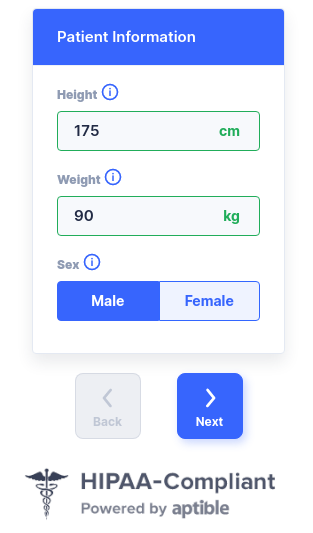 Patient Information
Height
175 cm
Weight
90 kg
Sex
Male Female
Back Next
HIPAA-Compliant
Powered by aptible